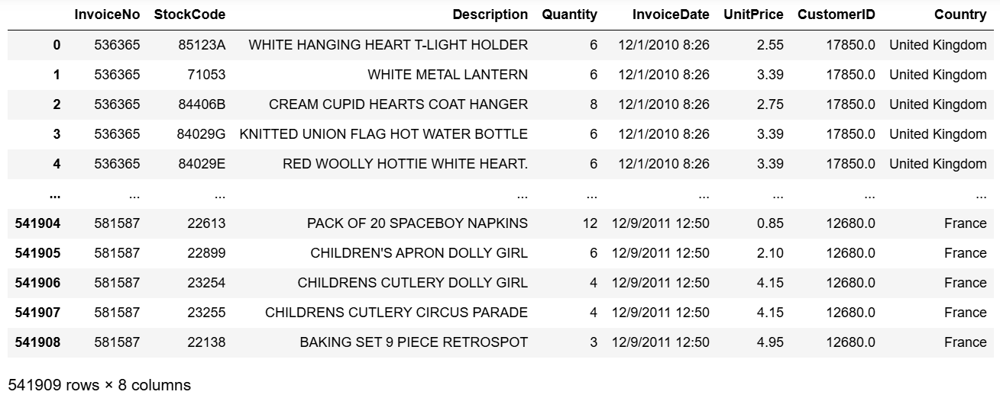 InvoiceNo StockCode Description Quantity InvoiceDate UnitPrice CustomerID Country
0 536365 85123A WHITE HANGING HEART T-LIGHT HOLDER 6 12/1/2010 8:26 2.55 17850.0 United Kingdom
1 536365 71053 WHITE METAL LANTERN 6 12/1/2010 8:26 3.39 17850.0 United Kingdom
2 536365 84406B CREAM CUPID HEARTS COAT HANGER 8 12/1/2010 8:26 2.75 17850.0 United Kingdom
3 536365 84029G KNITTED UNION FLAG HOT WATER BOTTLE 6 12/1/2010 8:26 3.39 17850.0 United Kingdom
4 536365 84029E RED WOOLLY HOTTIE WHITE HEART. 6 12/1/2010 8:26 3.39 17850.0 United Kingdom
... ... ... ... ... ... ... ... ...
541904 581587 22613 PACK OF 20 SPACEBOY NAPKINS 12 12/9/2011 12:50 0.85 12680.0 France
541905 581587 22899 CHILDREN'S APRON DOLLY GIRL 6 12/9/2011 12:50 2.10 12680.0 France
541906 581587 23254 CHILDRENS CUTLERY DOLLY GIRL 4 12/9/2011 12:50 4.15 12680.0 France
541907 581587 23255 CHILDRENS CUTLERY CIRCUS PARADE 4 12/9/2011 12:50 4.15 12680.0 France
541908 581587 22138 BAKING SET 9 PIECE RETROSPOT 3 12/9/2011 12:50 4.95 12680.0 France
541909 rows × 8 columns